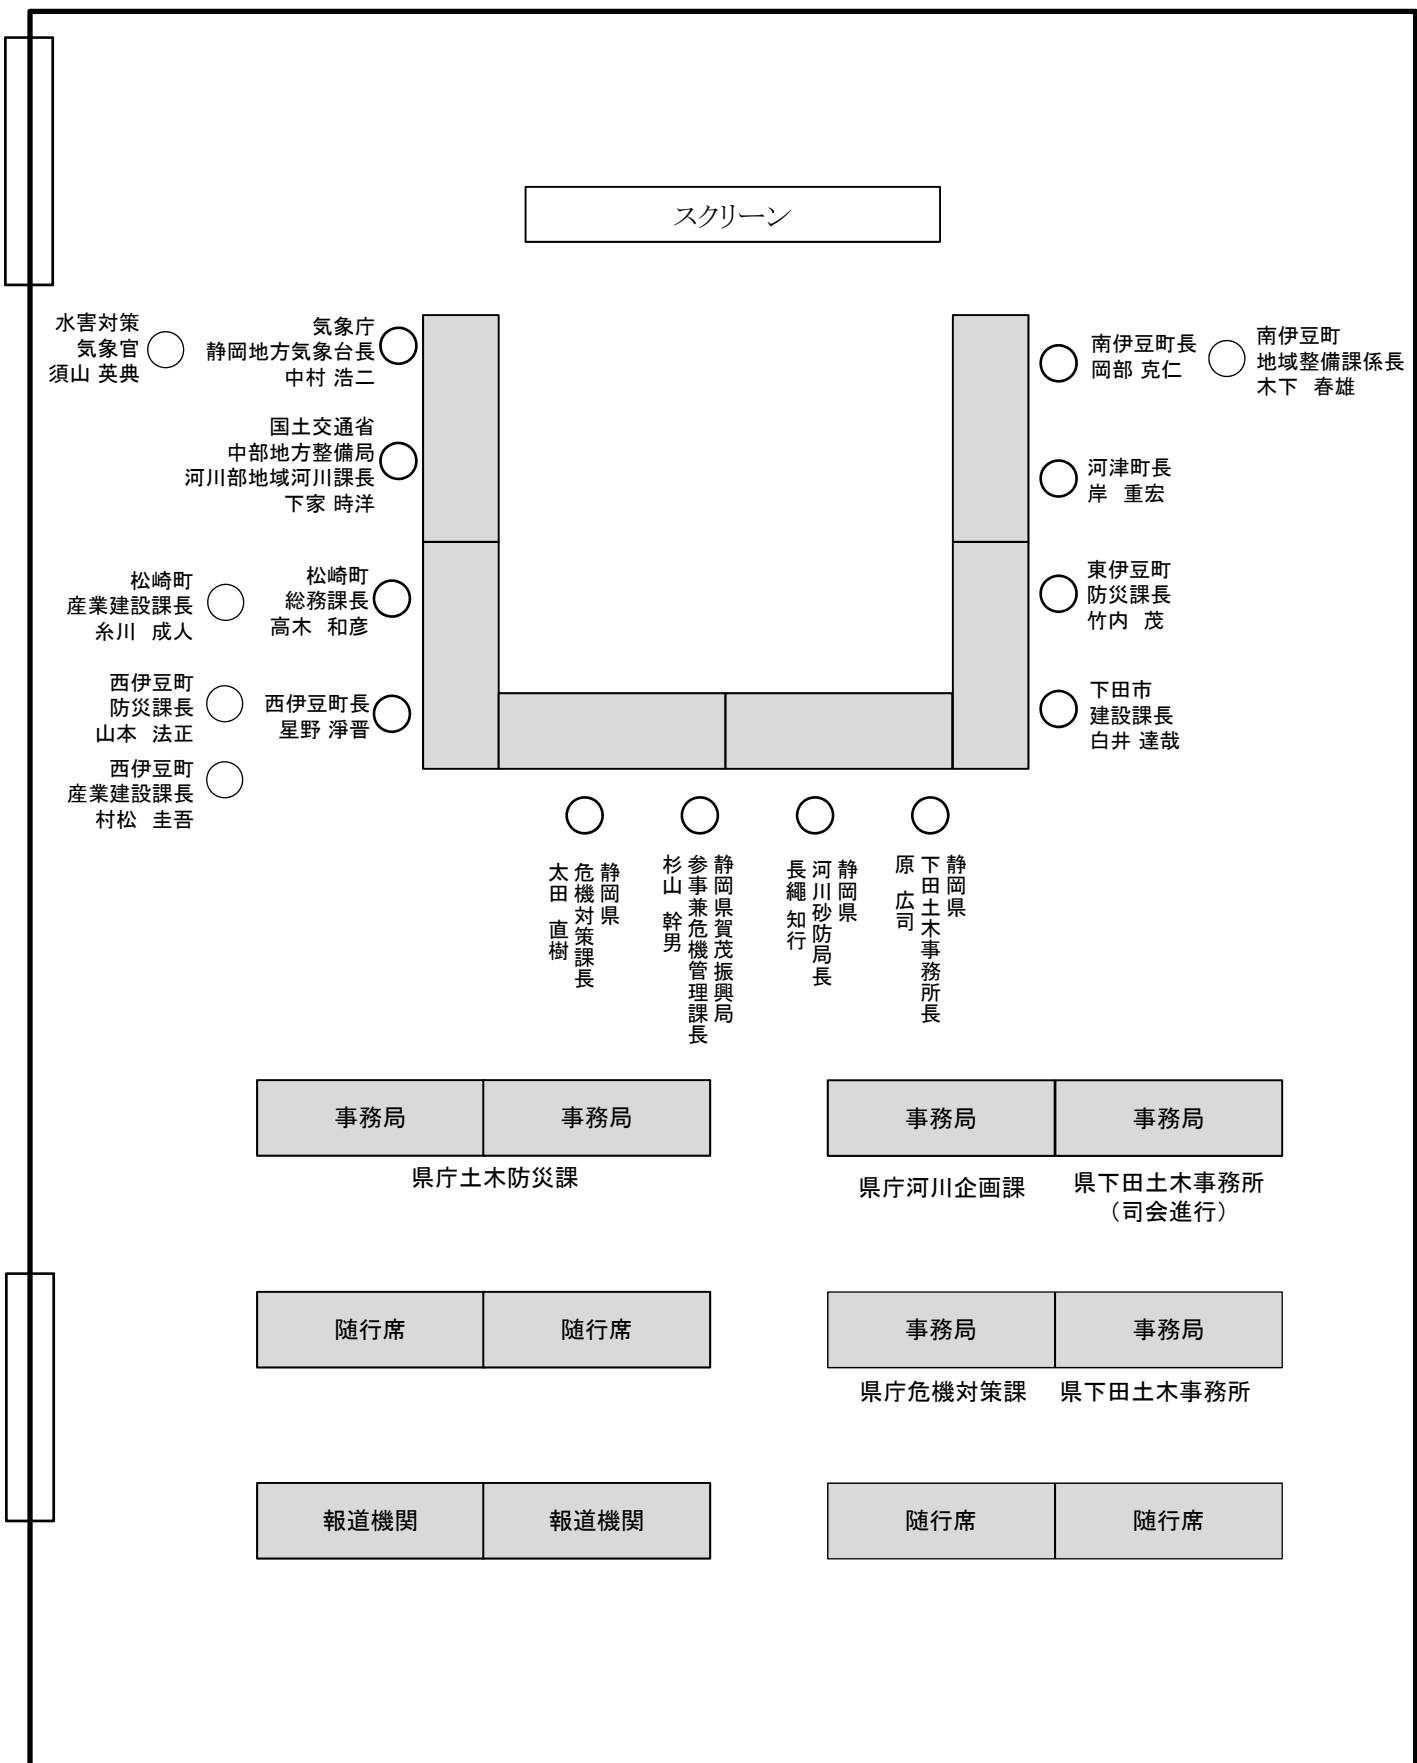 スクリーン
水害対策
気象官
須山 英典
気象庁
静岡地方気象台長
中村 浩二
国土交通省
中部地方整備局
河川部地域河川課長
下家 時洋
松崎町
産業建設課長
糸川 成人
松崎町
総務課長
高木 和彦
西伊豆町
防災課長
山本 法正
西伊豆町長
星野 淨晋
西伊豆町
産業建設課長
村松 圭吾
南伊豆町長
岡部 克仁
南伊豆町
地域整備課係長
木下 春雄
河津町長
岸 重宏
東伊豆町
防災課長
竹内 茂
下田市
建設課長
白井 達哉
静岡県
危機対策課長
太田 直樹
静岡県賀茂振興局
参事兼危機管理課長
杉山 幹男
静岡県
河川砂防局長
長繩 知行
静岡県
下田土木事務所長
原 広司
事務局
事務局
県庁土木防災課
事務局
事務局
県庁河川企画課
県下田土木事務所
（司会進行）
随行席
随行席
事務局
事務局
県庁危機対策課
県下田土木事務所
報道機関
報道機関
随行席
随行席